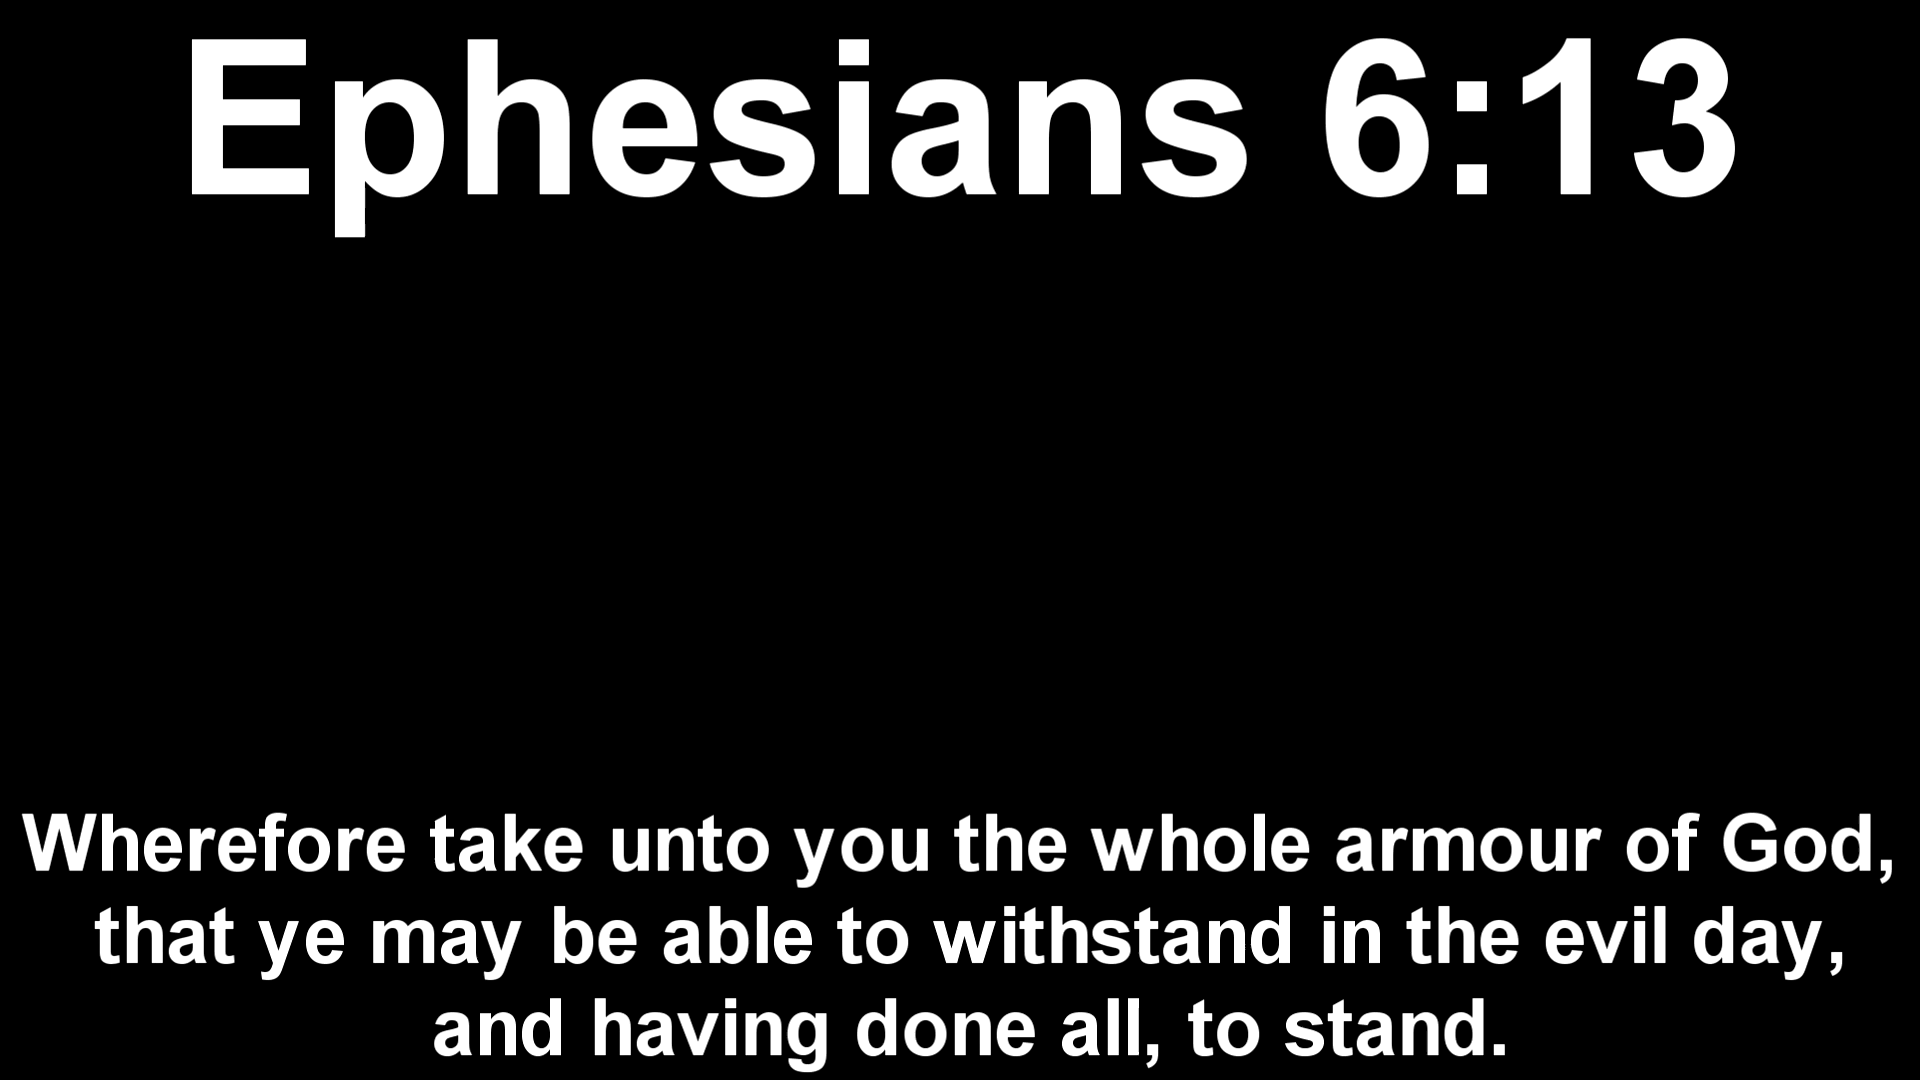 Ephesians 6:13
Wherefore take unto you the whole armour of God,
that ye may be able to withstand in the evil day,
and having done all, to stand.